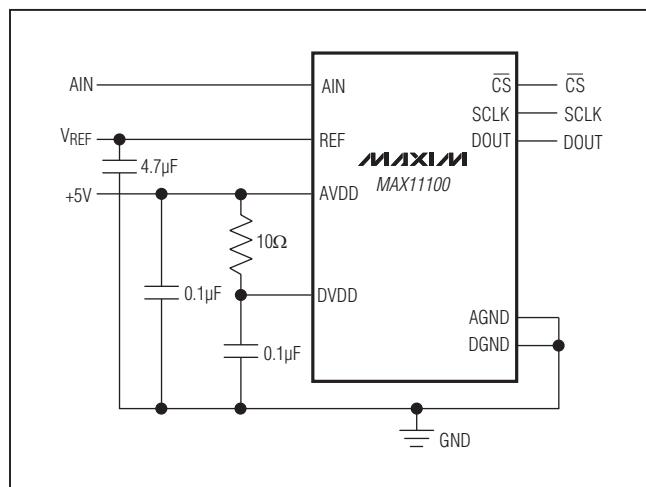 AIN
AIN
CS
CS
SCLK
SCLK
VREF
REF
DOUT
DOUT
MAXIM
MAX11100
4.7µF
+5V
AVDD
10Ω
0.1µF
DVDD
0.1µF
AGND
DGND
GND